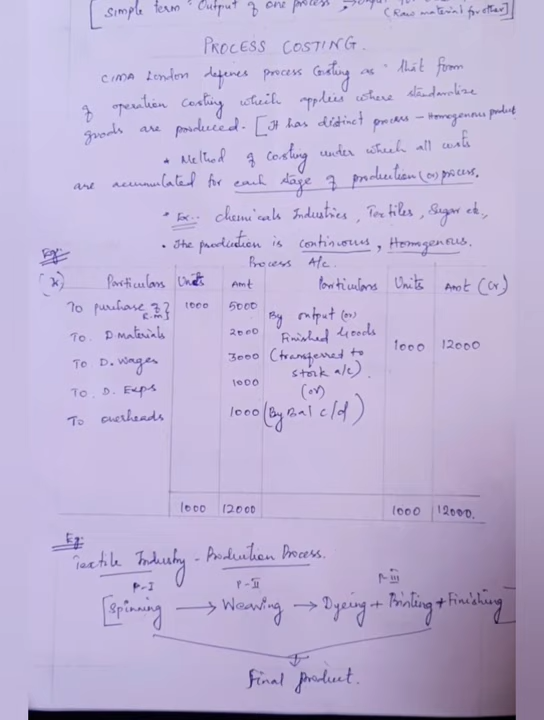 [Simple term "Output of one process
(Raw material for other]
PROCESS COSTING.
CIMA London defines process Costing as "that form
of operation Costing which applies where standardize
goods are produced. [It has distinct process - Homogenous product
* Method of Costing under which all costs
are accumulated for each stage of production (or) process.
* Ex:- Chemicals Industries, Textiles, Sugar etc.,
• The production is continuous, Homogenous.
Eg:-
Process A/c.
Particulars Units Amt Particulars Units Amt (Cr)
To purchase of R.m} 1000 5000 By output (or)
To D.materials 2000 Finished Goods 1000 12000
To D. Wages 3000 (transferred to
stock a/c).
To D. Exps 1000 (or)
To overheads 1000 (By Bal c/d)
1000 12000 1000 12000.
Eg:
Textile Industry - Production Process.
P-I P-II P-III
[Spinning → Weaving → Dyeing + Printing + Finishing]
Final product.